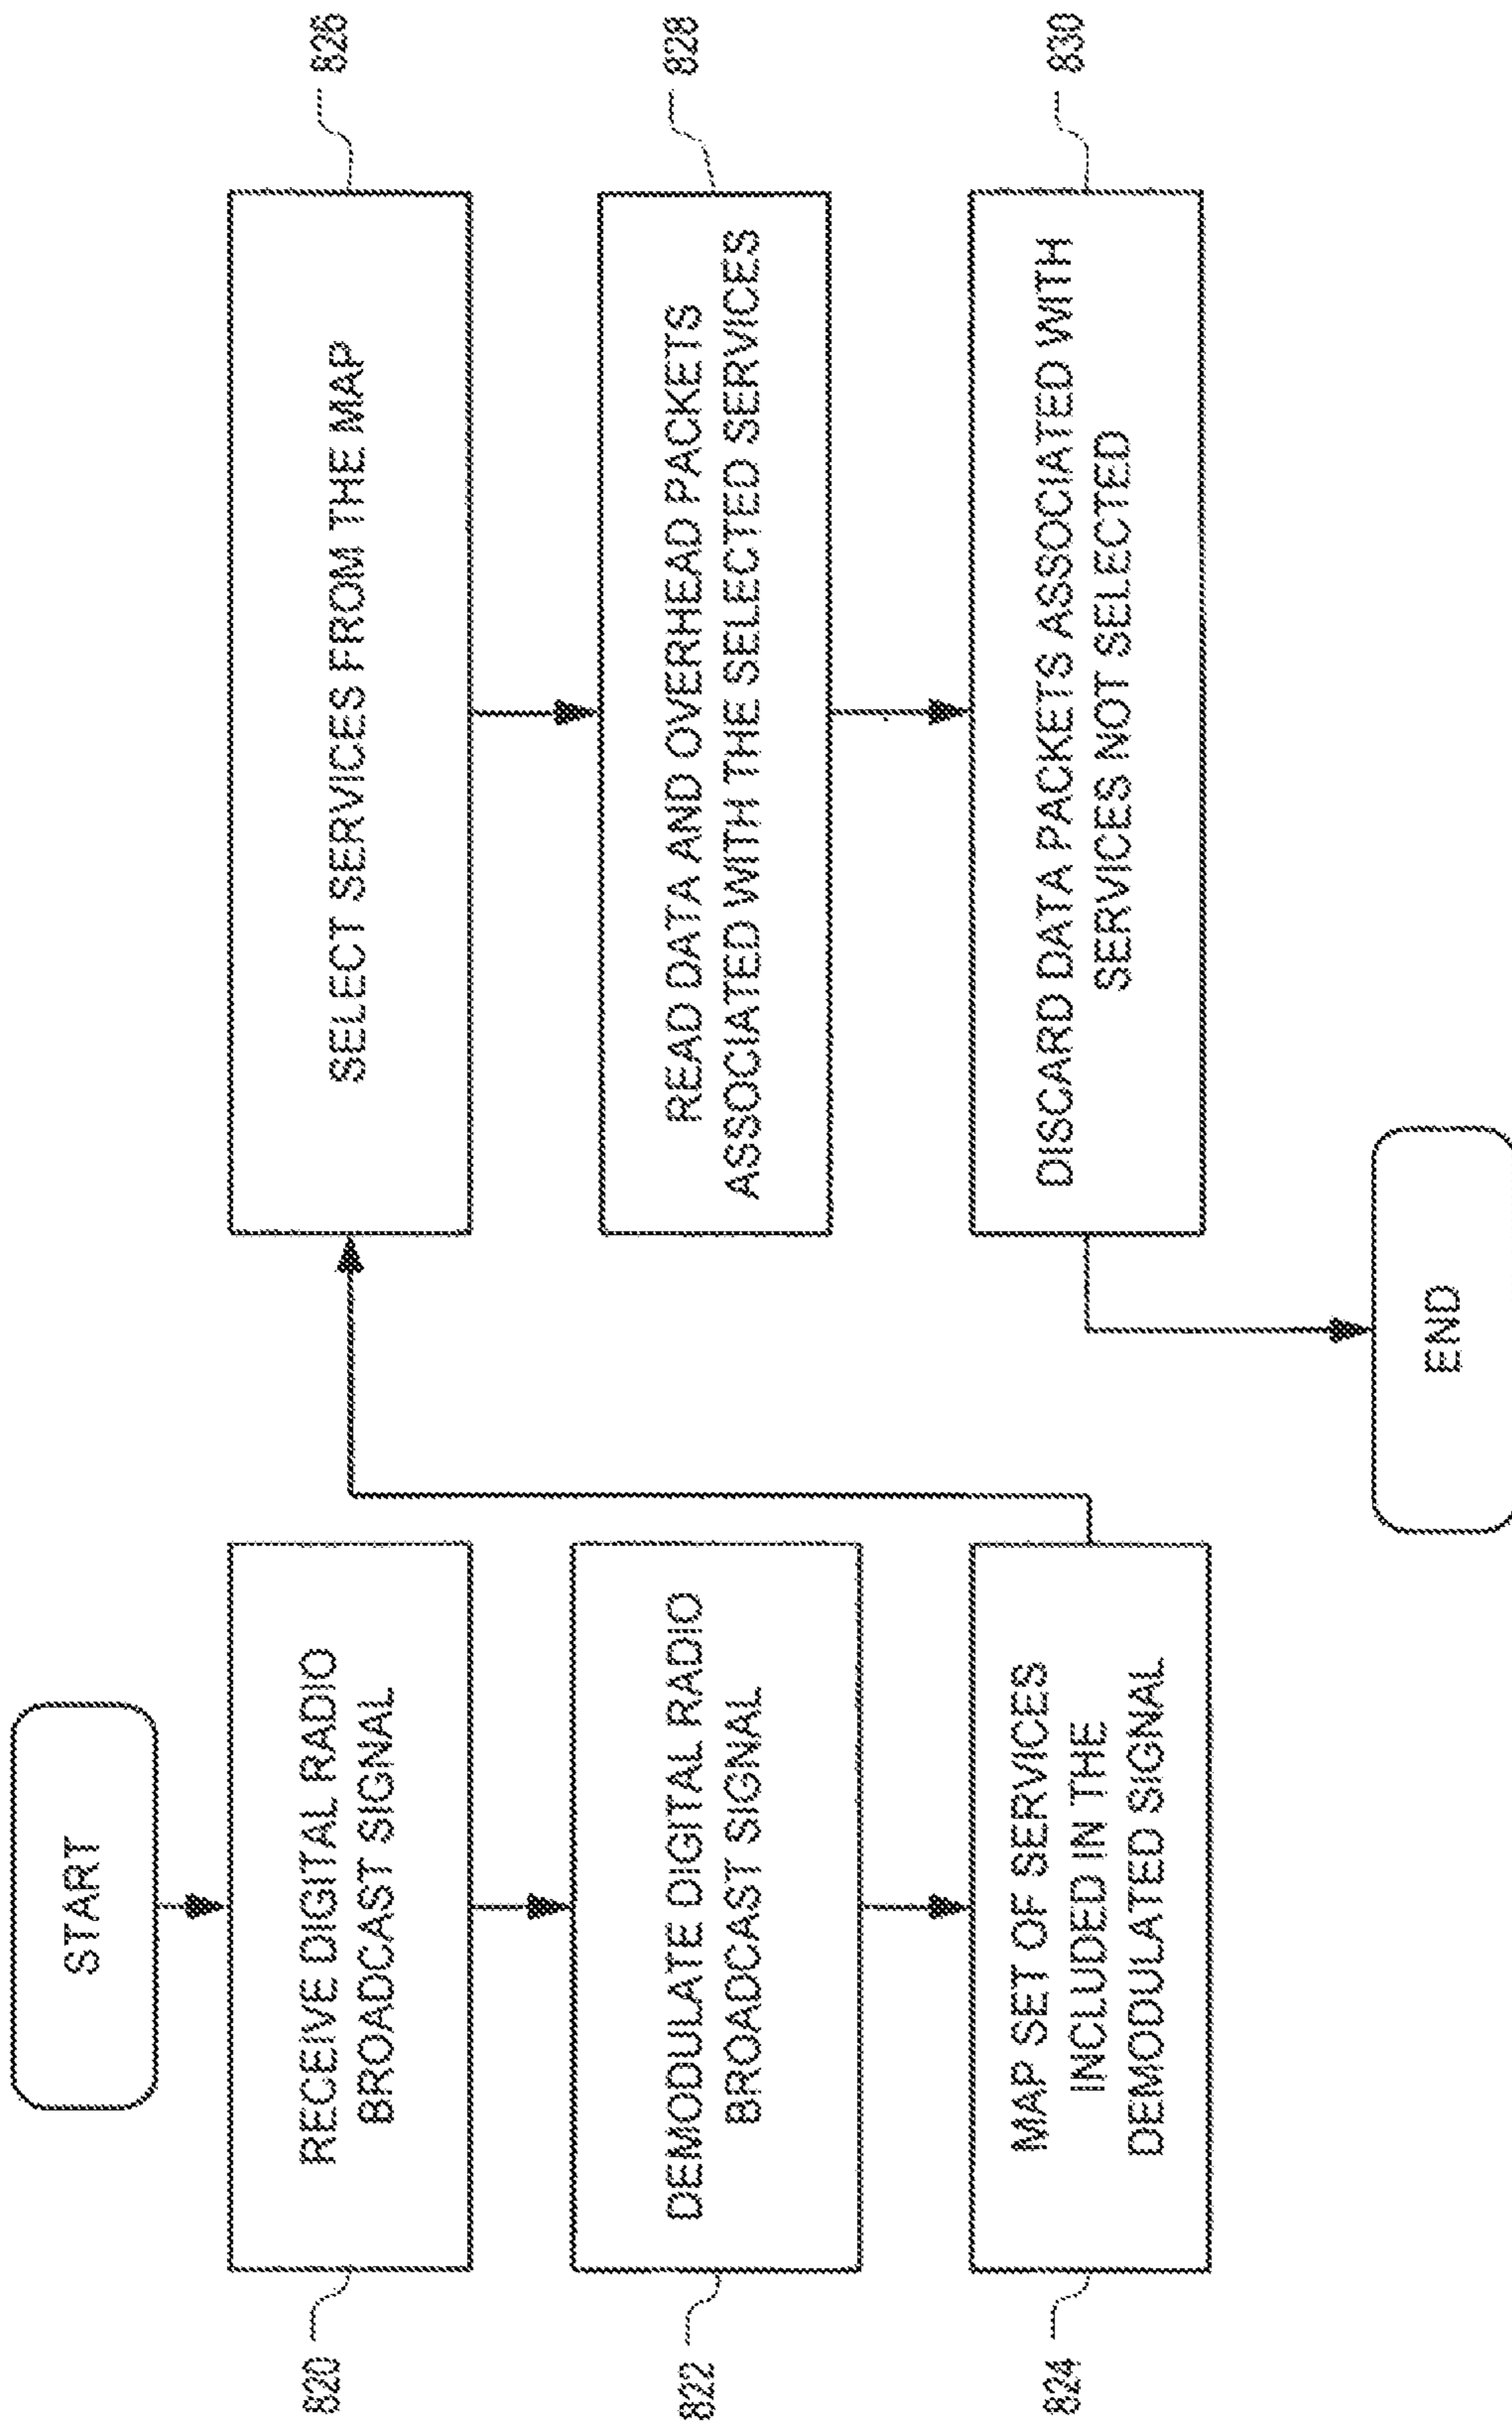 START
820
RECEIVE DIGITAL RADIO
BROADCAST SIGNAL
822
DEMODULATE DIGITAL RADIO
BROADCAST SIGNAL
824
MAP SET OF SERVICES
INCLUDED IN THE
DEMODULATED SIGNAL
826
SELECT SERVICES FROM THE MAP
828
READ DATA AND OVERHEAD PACKETS
ASSOCIATED WITH THE SELECTED SERVICES
830
DISCARD DATA PACKETS ASSOCIATED WITH
SERVICES NOT SELECTED
END